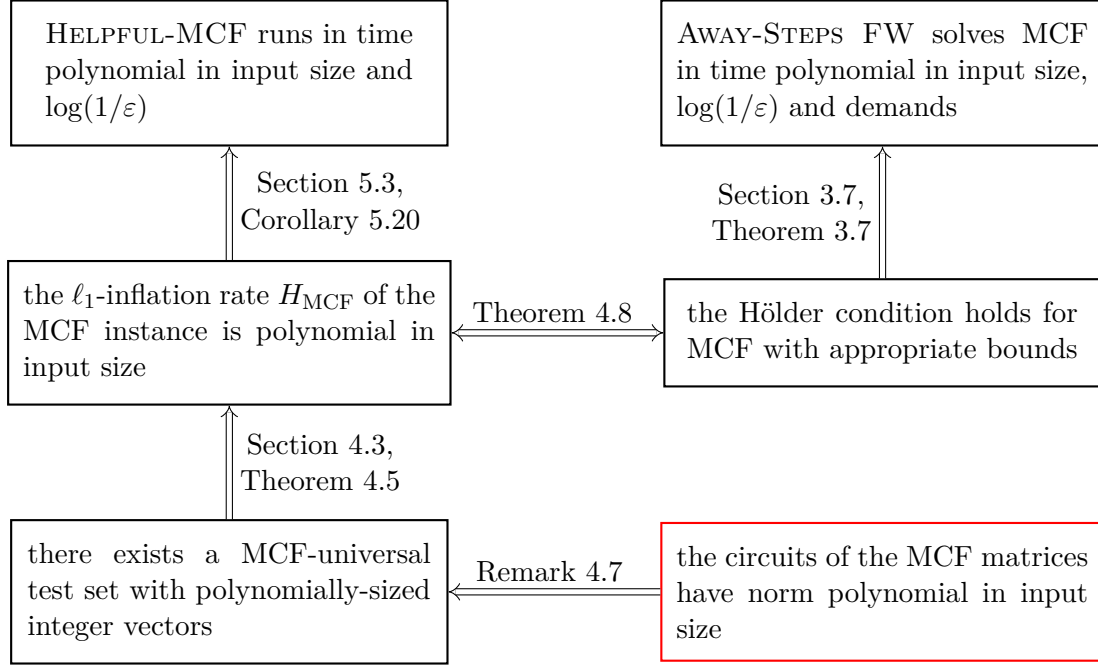 HELPFUL-MCF runs in time
polynomial in input size and
log(1/ε)
AWAY-STEPS FW solves MCF
in time polynomial in input size,
log(1/ε) and demands
Section 5.3,
Corollary 5.20
Section 3.7,
Theorem 3.7
the ℓ₁-inflation rate H_MCF of the
MCF instance is polynomial in
input size
Theorem 4.8
the Hölder condition holds for
MCF with appropriate bounds
Section 4.3,
Theorem 4.5
there exists a MCF-universal
test set with polynomially-sized
integer vectors
Remark 4.7
the circuits of the MCF matrices
have norm polynomial in input
size